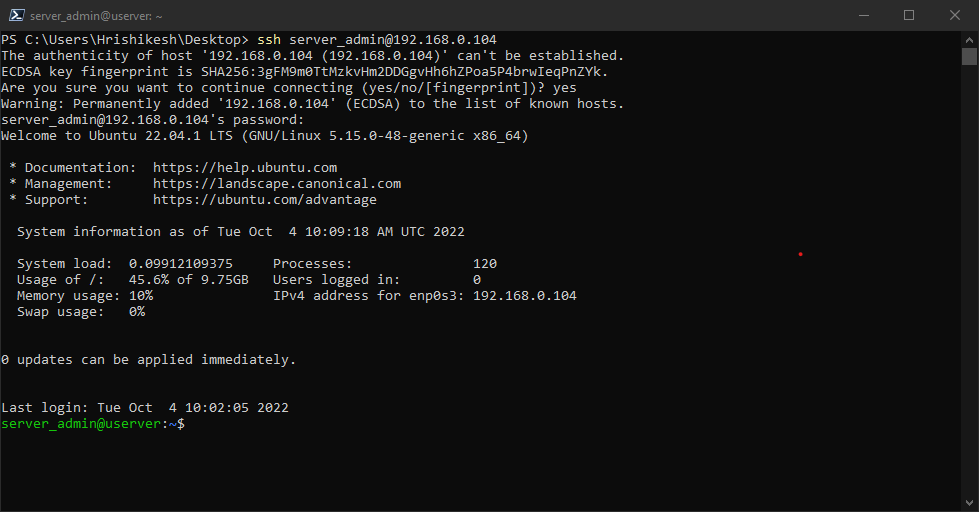 server_admin@userver: ~
PS C:\Users\Hrishikesh\Desktop> ssh server_admin@192.168.0.104
The authenticity of host '192.168.0.104 (192.168.0.104)' can't be established.
ECDSA key fingerprint is SHA256:3gFM9m0TtMzkvHm2DDGgvHh6hZPoa5P4brwIeqPnZYk.
Are you sure you want to continue connecting (yes/no/[fingerprint])? yes
Warning: Permanently added '192.168.0.104' (ECDSA) to the list of known hosts.
server_admin@192.168.0.104's password:
Welcome to Ubuntu 22.04.1 LTS (GNU/Linux 5.15.0-48-generic x86_64)
* Documentation:  https://help.ubuntu.com
* Management:     https://landscape.canonical.com
* Support:        https://ubuntu.com/advantage
System information as of Tue Oct  4 10:09:18 AM UTC 2022
System load:  0.09912109375     Processes:               120
Usage of /:   45.6% of 9.75GB   Users logged in:         0
Memory usage: 10%               IPv4 address for enp0s3: 192.168.0.104
Swap usage:   0%
0 updates can be applied immediately.
Last login: Tue Oct  4 10:02:05 2022
server_admin@userver:~$